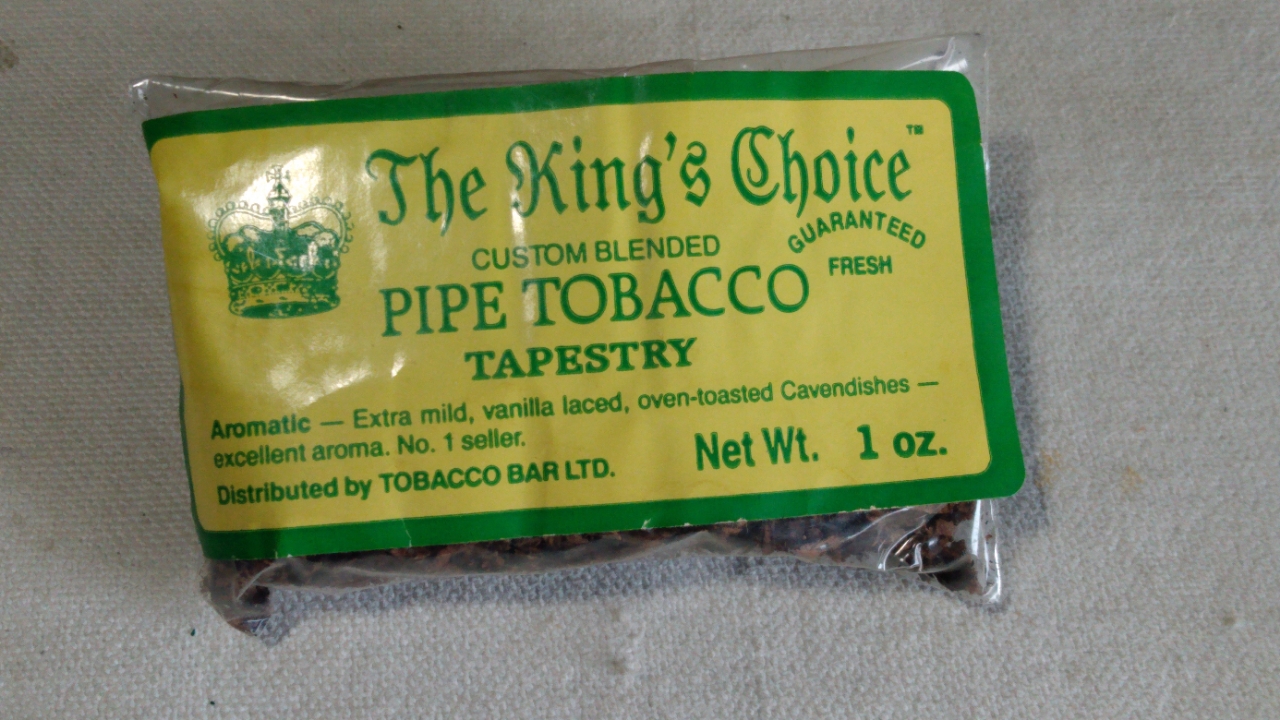 The King's Choice™
CUSTOM BLENDED
GUARANTEED
FRESH
PIPE TOBACCO
TAPESTRY
Aromatic — Extra mild, vanilla laced, oven-toasted Cavendishes —
excellent aroma. No. 1 seller.
Net Wt. 1 oz.
Distributed by TOBACCO BAR LTD.